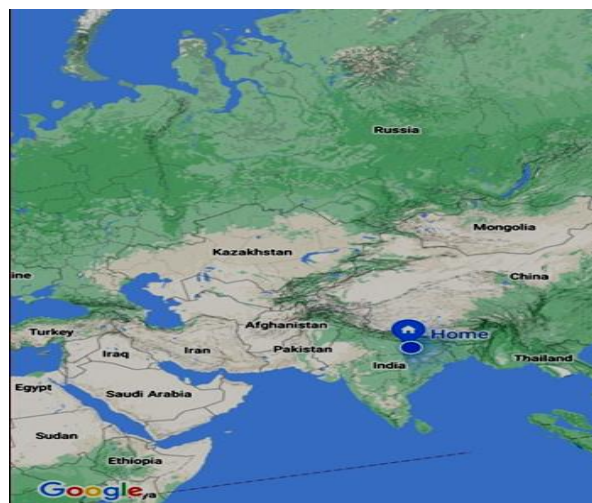 Russia
Mongolia
Kazakhstan
ine
China
Turkey
Afghanistan
Home
Iraq
Iran
Pakistan
India
Thailand
Egypt
Saudi Arabia
Sudan
Ethiopia
Google
ya